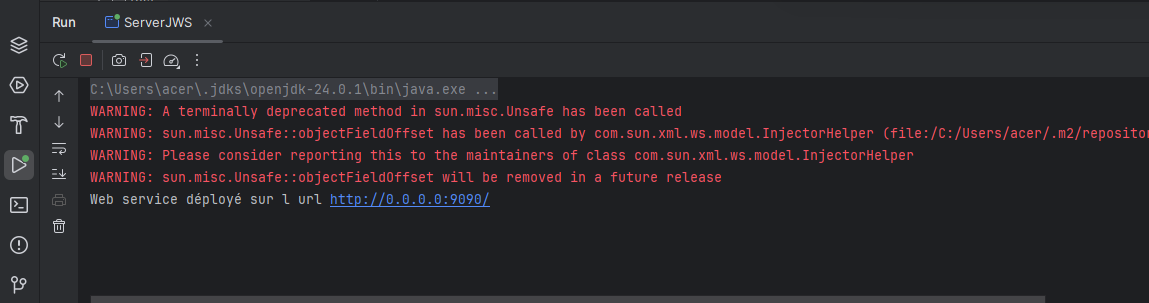 Run
ServerJWS
C:\Users\acer\.jdks\openjdk-24.0.1\bin\java.exe ...
WARNING: A terminally deprecated method in sun.misc.Unsafe has been called
WARNING: sun.misc.Unsafe::objectFieldOffset has been called by com.sun.xml.ws.model.InjectorHelper (file:/C:/Users/acer/.m2/repositor
WARNING: Please consider reporting this to the maintainers of class com.sun.xml.ws.model.InjectorHelper
WARNING: sun.misc.Unsafe::objectFieldOffset will be removed in a future release
Web service déployé sur l url http://0.0.0.0:9090/